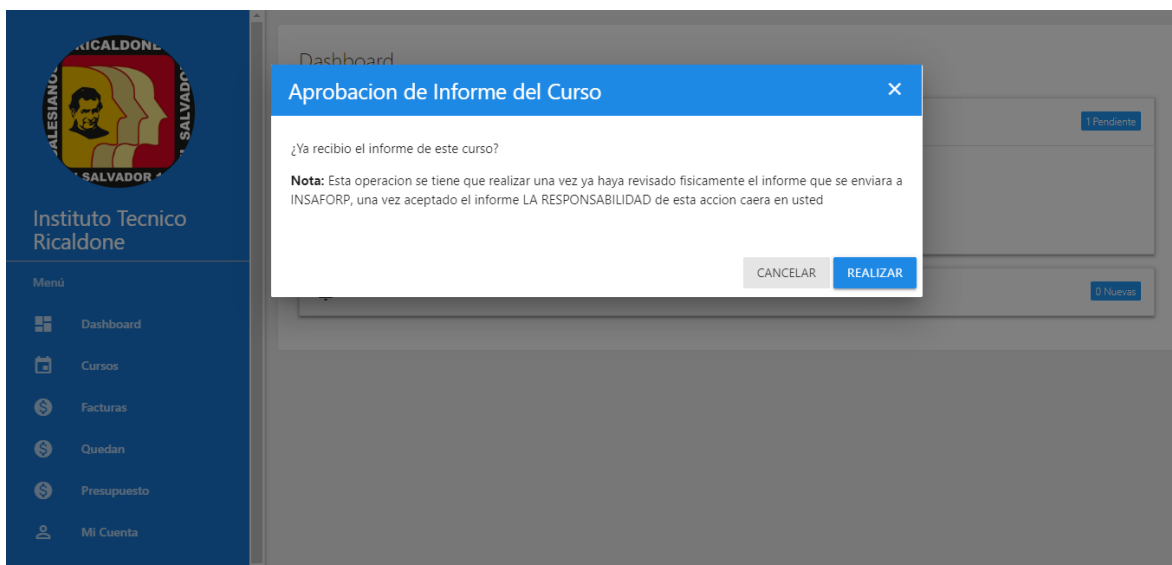 RICALDONE
SALESIANO
SALVADOR
SALVADOR
Instituto Tecnico
Ricaldone
Menú
Dashboard
Cursos
Facturas
Quedan
Presupuesto
Mi Cuenta
Dashboard
1 Pendiente
0 Nuevas
Aprobacion de Informe del Curso
¿Ya recibio el informe de este curso?
Nota: Esta operacion se tiene que realizar una vez ya haya revisado fisicamente el informe que se enviara a
INSAFORP, una vez aceptado el informe LA RESPONSABILIDAD de esta accion caera en usted
CANCELAR
REALIZAR